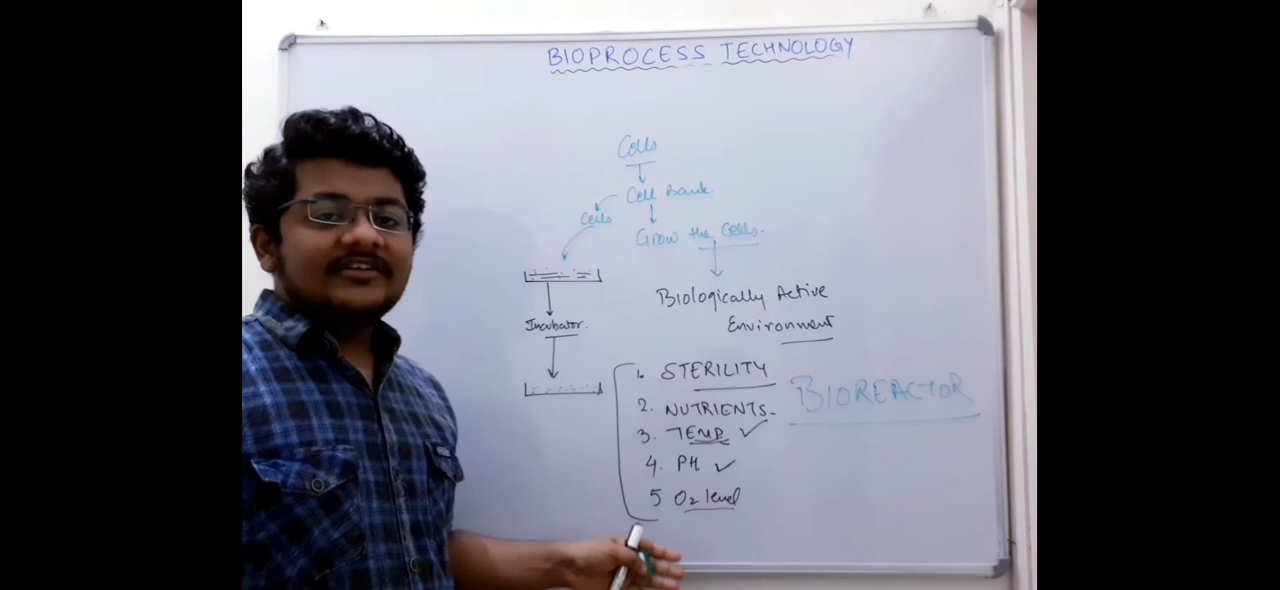 BIOPROCESS TECHNOLOGY
Cells
Cell Bank.
Cells
Grow the Cells.
Biologically Active
Environment
Incubator.
1. STERILITY
2. NUTRIENTS
3. TEMP ✓
4. PH ✓
5 O₂ level
BIOREACTOR